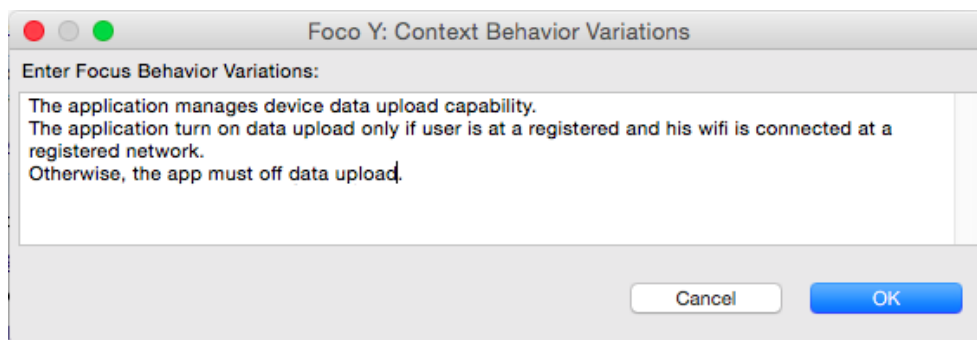 Foco Y: Context Behavior Variations
Enter Focus Behavior Variations:
The application manages device data upload capability.
The application turn on data upload only if user is at a registered and his wifi is connected at a
registered network.
Otherwise, the app must off data upload.
Cancel
OK